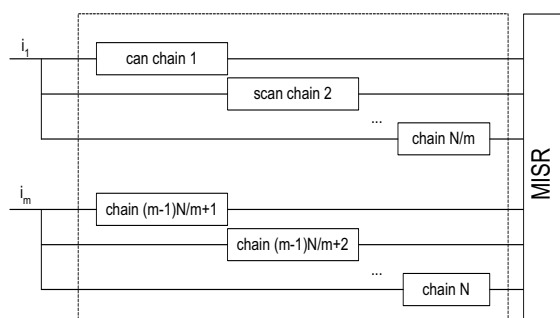 i1
can chain 1
scan chain 2
...
chain N/m
im
chain (m-1)N/m+1
chain (m-1)N/m+2
...
chain N
MISR